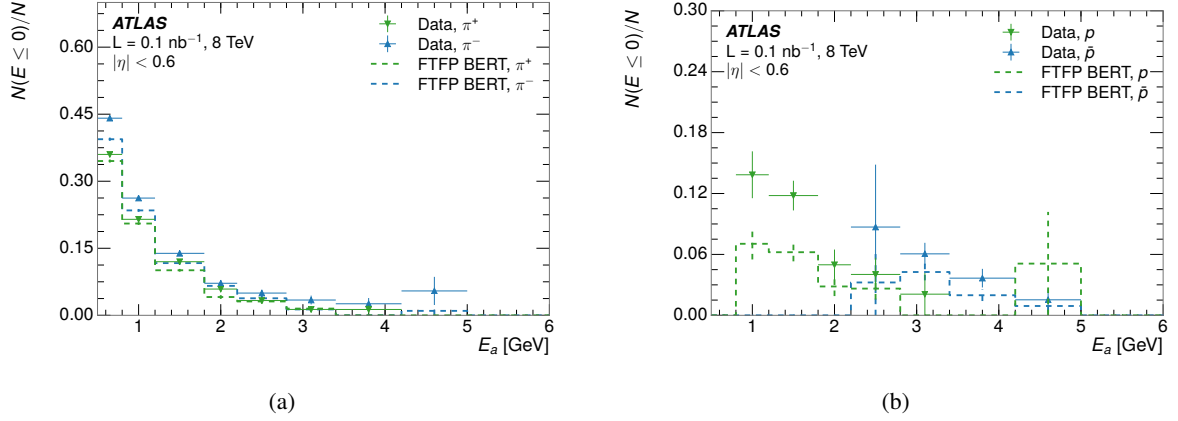 N(E ≤ 0)/N
0.60
0.45
0.30
0.15
0.00
ATLAS
L = 0.1 nb⁻¹, 8 TeV
|η| < 0.6
Data, π⁺
Data, π⁻
FTFP BERT, π⁺
FTFP BERT, π⁻
1 2 3 4 5 6
Eₐ [GeV]
(a)
N(E ≤ 0)/N
0.30
0.24
0.18
0.12
0.06
0.00
ATLAS
L = 0.1 nb⁻¹, 8 TeV
|η| < 0.6
Data, p
Data, p̄
FTFP BERT, p
FTFP BERT, p̄
1 2 3 4 5 6
Eₐ [GeV]
(b)